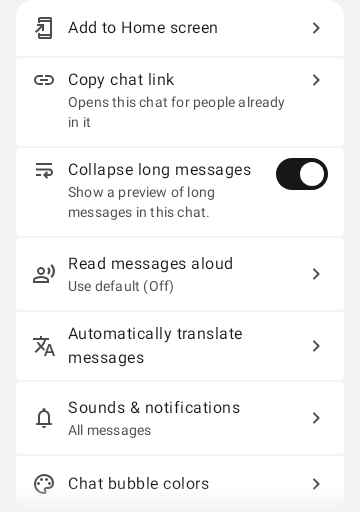 Add to Home screen
Copy chat link
Opens this chat for people already
in it
Collapse long messages
Show a preview of long
messages in this chat.
Read messages aloud
Use default (Off)
Automatically translate
messages
Sounds & notifications
All messages
Chat bubble colors